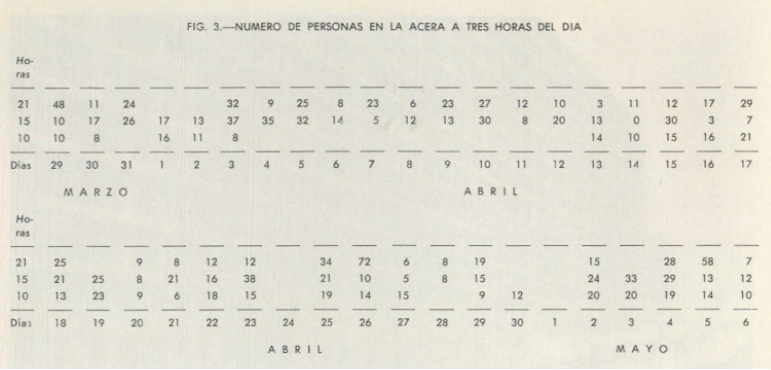 FIG. 3.—NUMERO DE PERSONAS EN LA ACERA A TRES HORAS DEL DIA
Ho-
ras
21 48 11 24 32 9 25 8 23 6 23 27 12 10 3 11 12 17 29
15 10 17 26 17 13 37 35 32 14 5 12 13 30 8 20 13 0 30 3 7
10 10 8 16 11 8 14 10 15 16 21
Días 29 30 31 1 2 3 4 5 6 7 8 9 10 11 12 13 14 15 16 17
MARZO ABRIL
Ho-
ras
21 25 9 8 12 12 34 72 6 8 19 15 28 58 7
15 21 25 8 21 16 38 21 10 5 8 15 24 33 29 13 12
10 13 23 9 6 18 15 19 14 15 9 12 20 20 19 14 10
Días 18 19 20 21 22 23 24 25 26 27 28 29 30 1 2 3 4 5 6
ABRIL MAYO